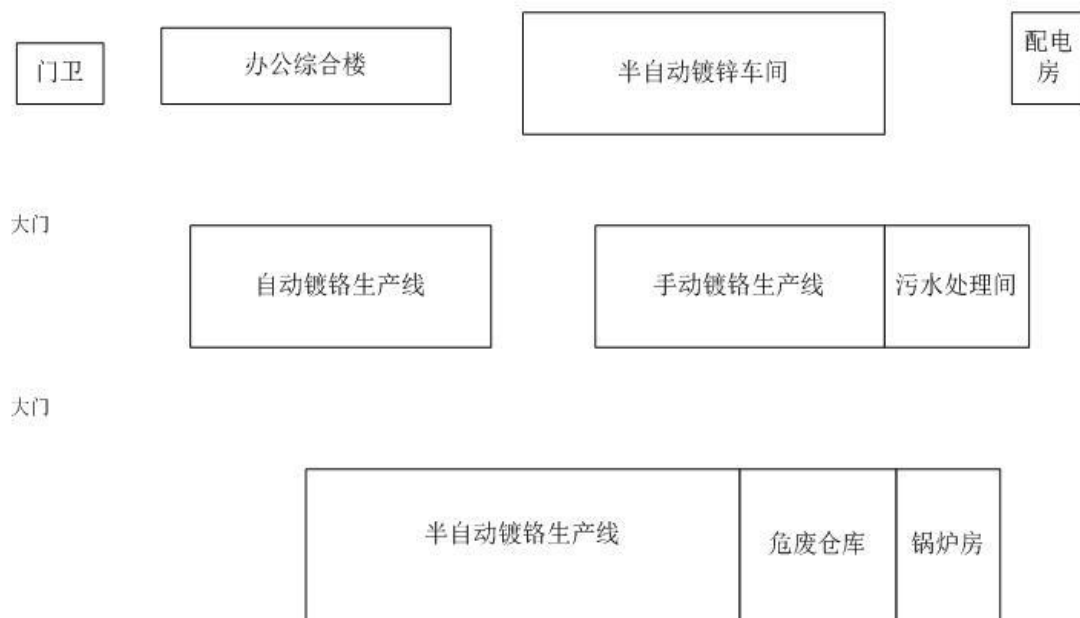 门卫
办公综合楼
半自动镀锌车间
配电
房
大门
自动镀铬生产线
手动镀铬生产线
污水处理间
大门
半自动镀铬生产线
危废仓库
锅炉房